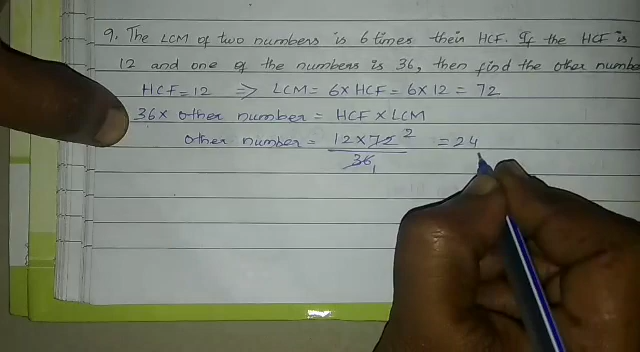 9. The LCM of two numbers is 6 times their HCF. If the HCF is
12 and one of the numbers is 36, then find the other numbe
HCF = 12 ⇒ LCM = 6 × HCF = 6 × 12 = 72
36 × other number = HCF × LCM
Other number = 12 × 72 2 / 36 1 = 24